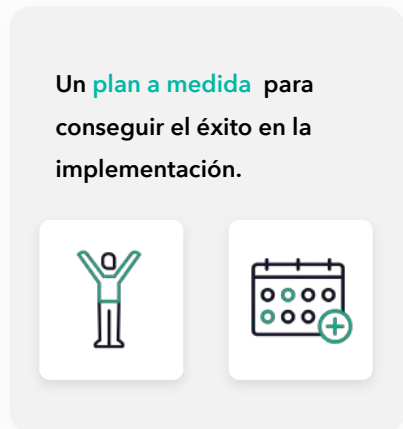 Un plan a medida para
conseguir el éxito en la
implementación.